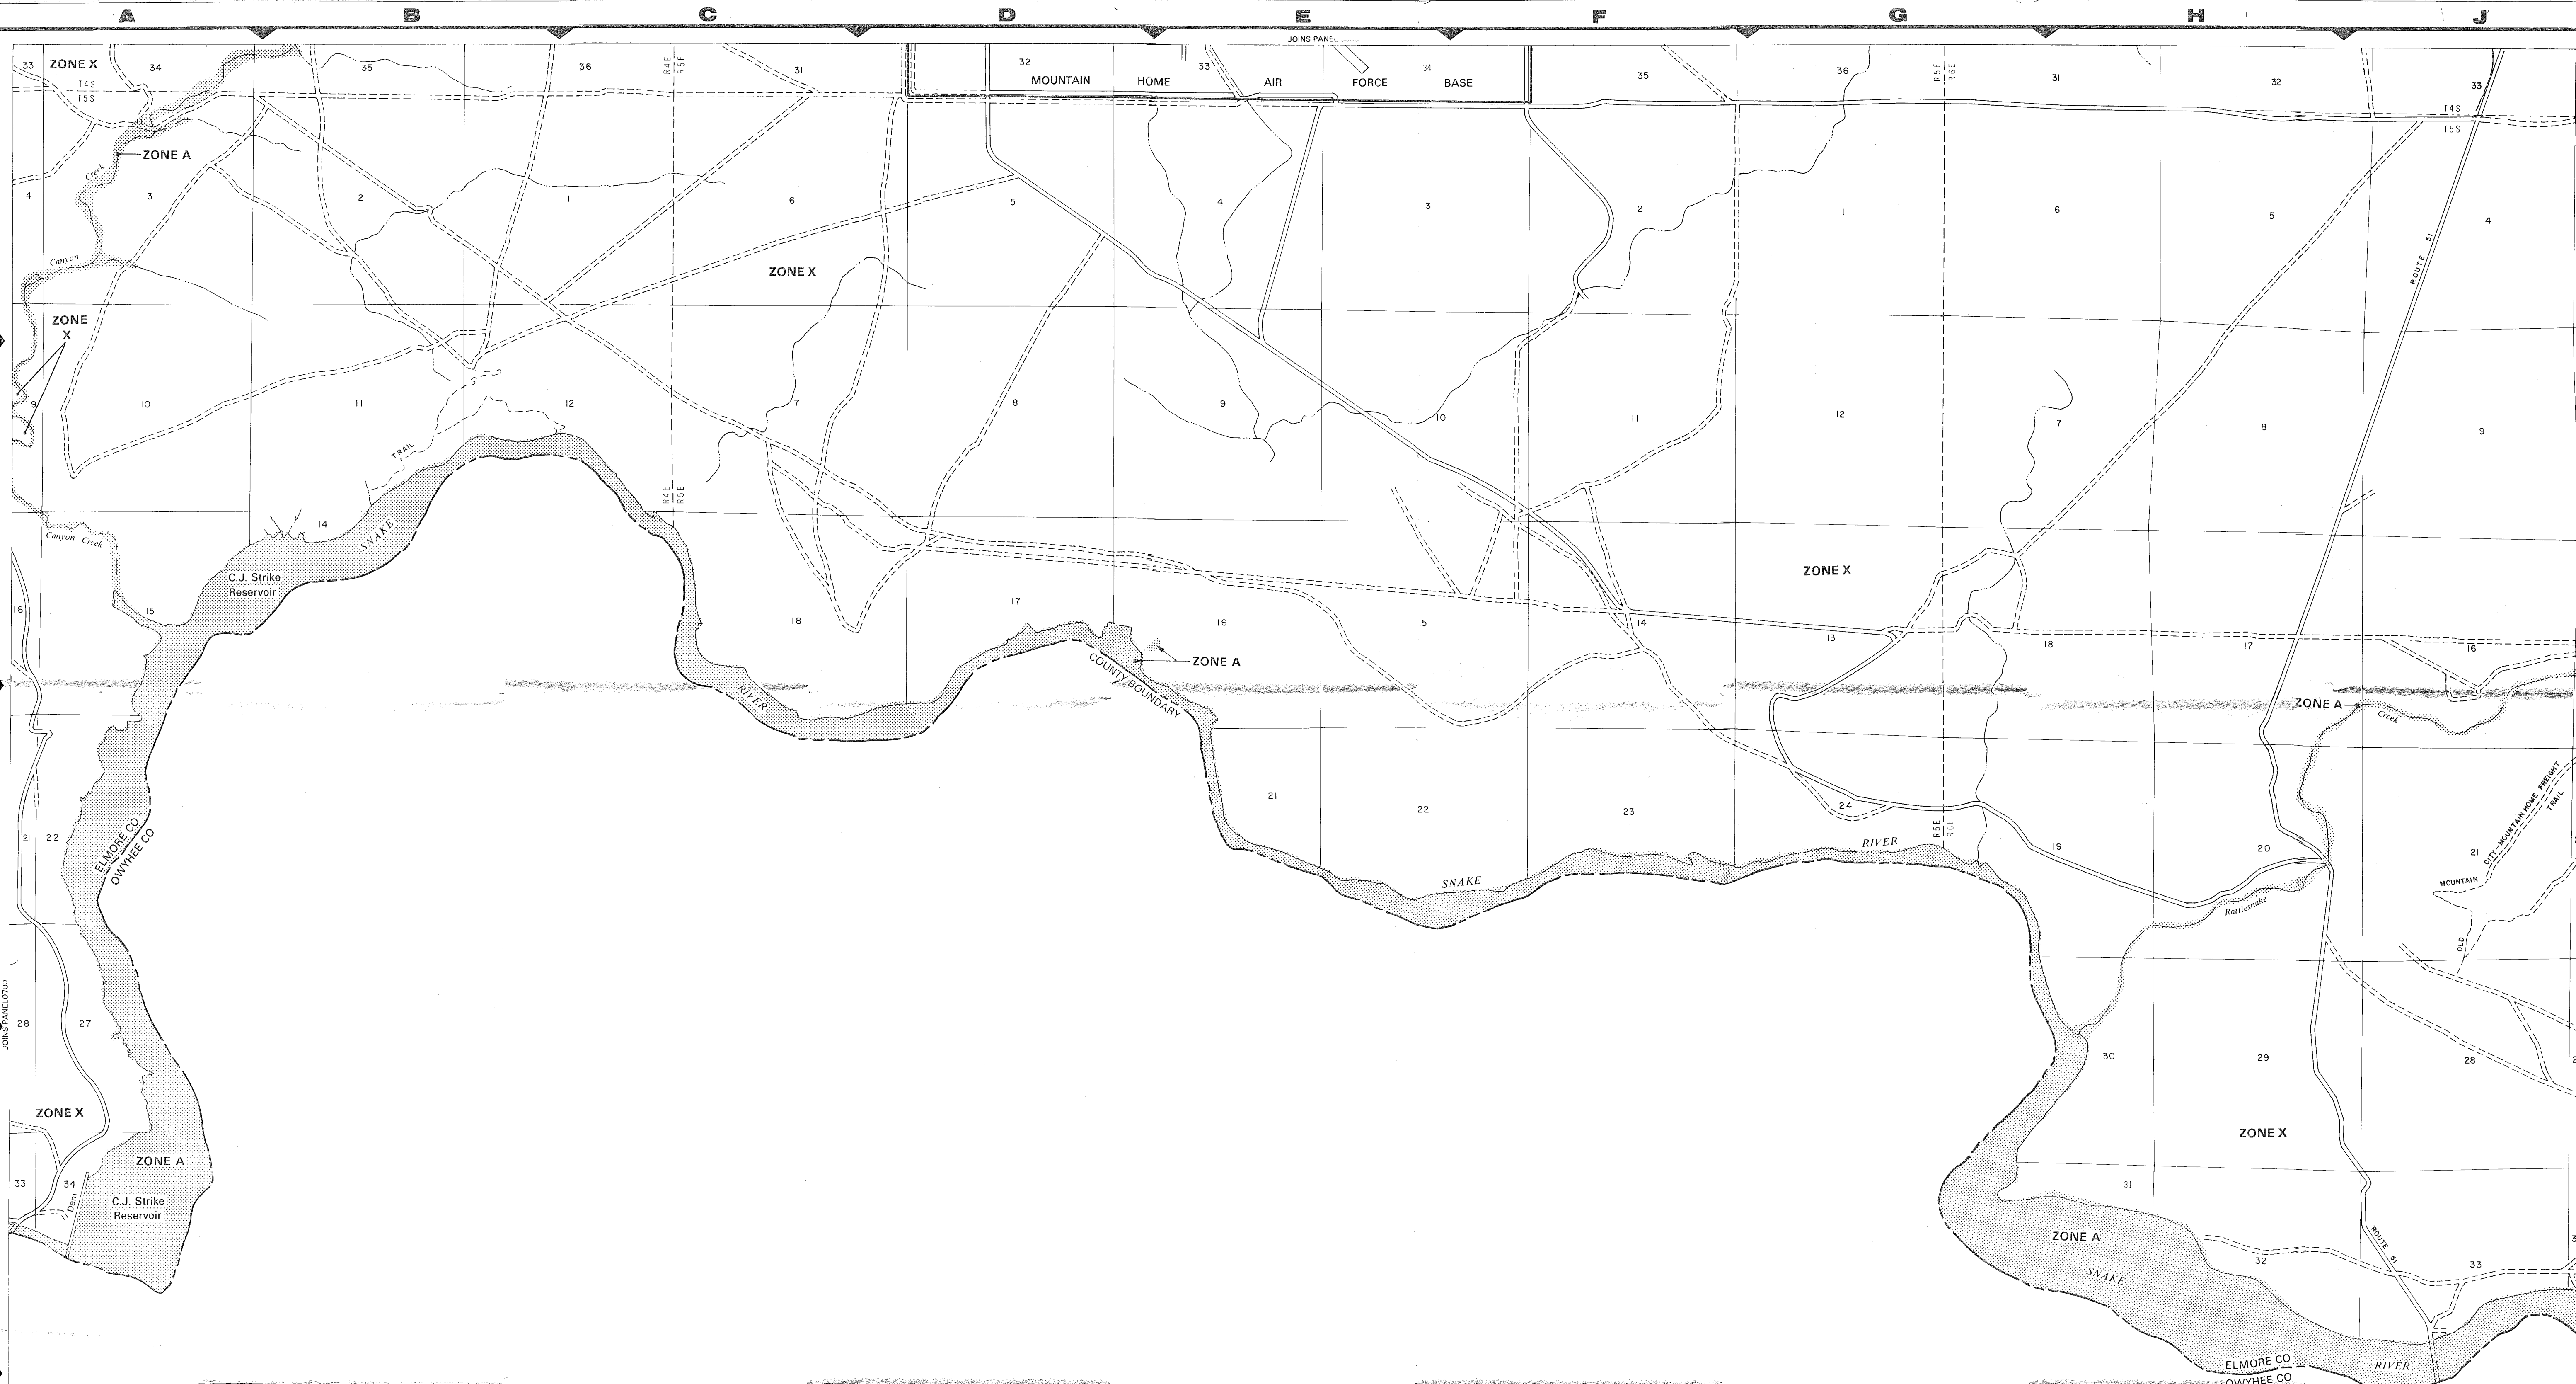 A B C D E F G H J
JOINS PANEL
33 ZONE X 34 35 36 R4E R5E 31 32 33 34 35 36 R5E R6E 31 32 33
MOUNTAIN HOME AIR FORCE BASE
T4S
T5S
T4S
T5S
ZONE A
Creek
4 3 2 1 6 5 4 3 2 1 6 5 4
ROUTE 51
Canyon
ZONE X
ZONE
X
9 10 11 12 7 8 9 10 11 12 7 8 9
TRAIL
R4E R5E
14
SNAKE
Canyon Creek
C.J. Strike
Reservoir
ZONE X
16 15 18 17 16 15 14 13 18 17 16
ZONE A
COUNTY BOUNDARY
RIVER
ZONE A
Creek
21 22 21 22 23 24 19 20 21
R5E R6E
CITY-MOUNTAIN HOME FREIGHT
TRAIL
MOUNTAIN
OLD
ELMORE CO
OWYHEE CO
SNAKE
RIVER
Rattlesnake
JOINS PANEL 0700
28 27 30 29 28
ZONE X
ZONE X
ZONE A
33 34 31
Dam
C.J. Strike
Reservoir
ZONE A
SNAKE
32 33
ROUTE 51
ELMORE CO
OWYHEE CO
RIVER